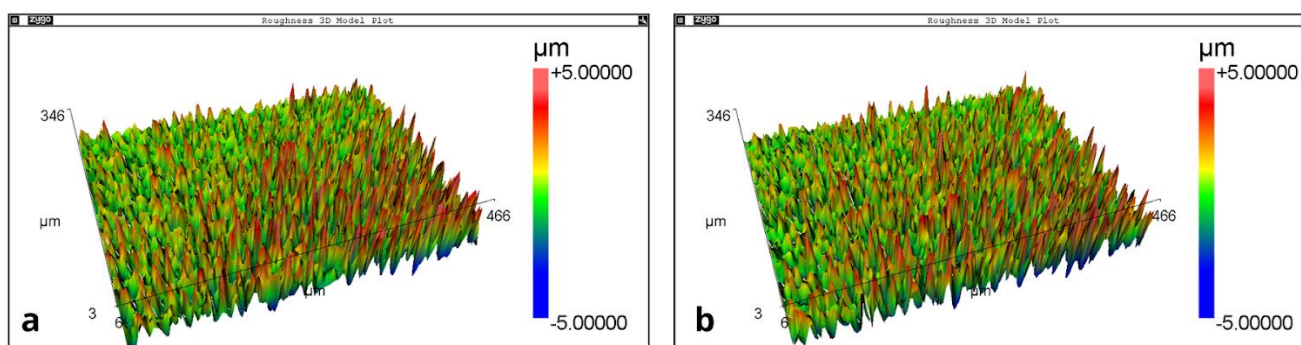 zygo
Roughness 3D Model Plot
µm
+5.00000
346
µm
466
µm
3
6
-5.00000
a
zygo
Roughness 3D Model Plot
µm
+5.00000
346
µm
466
µm
3
6
-5.00000
b